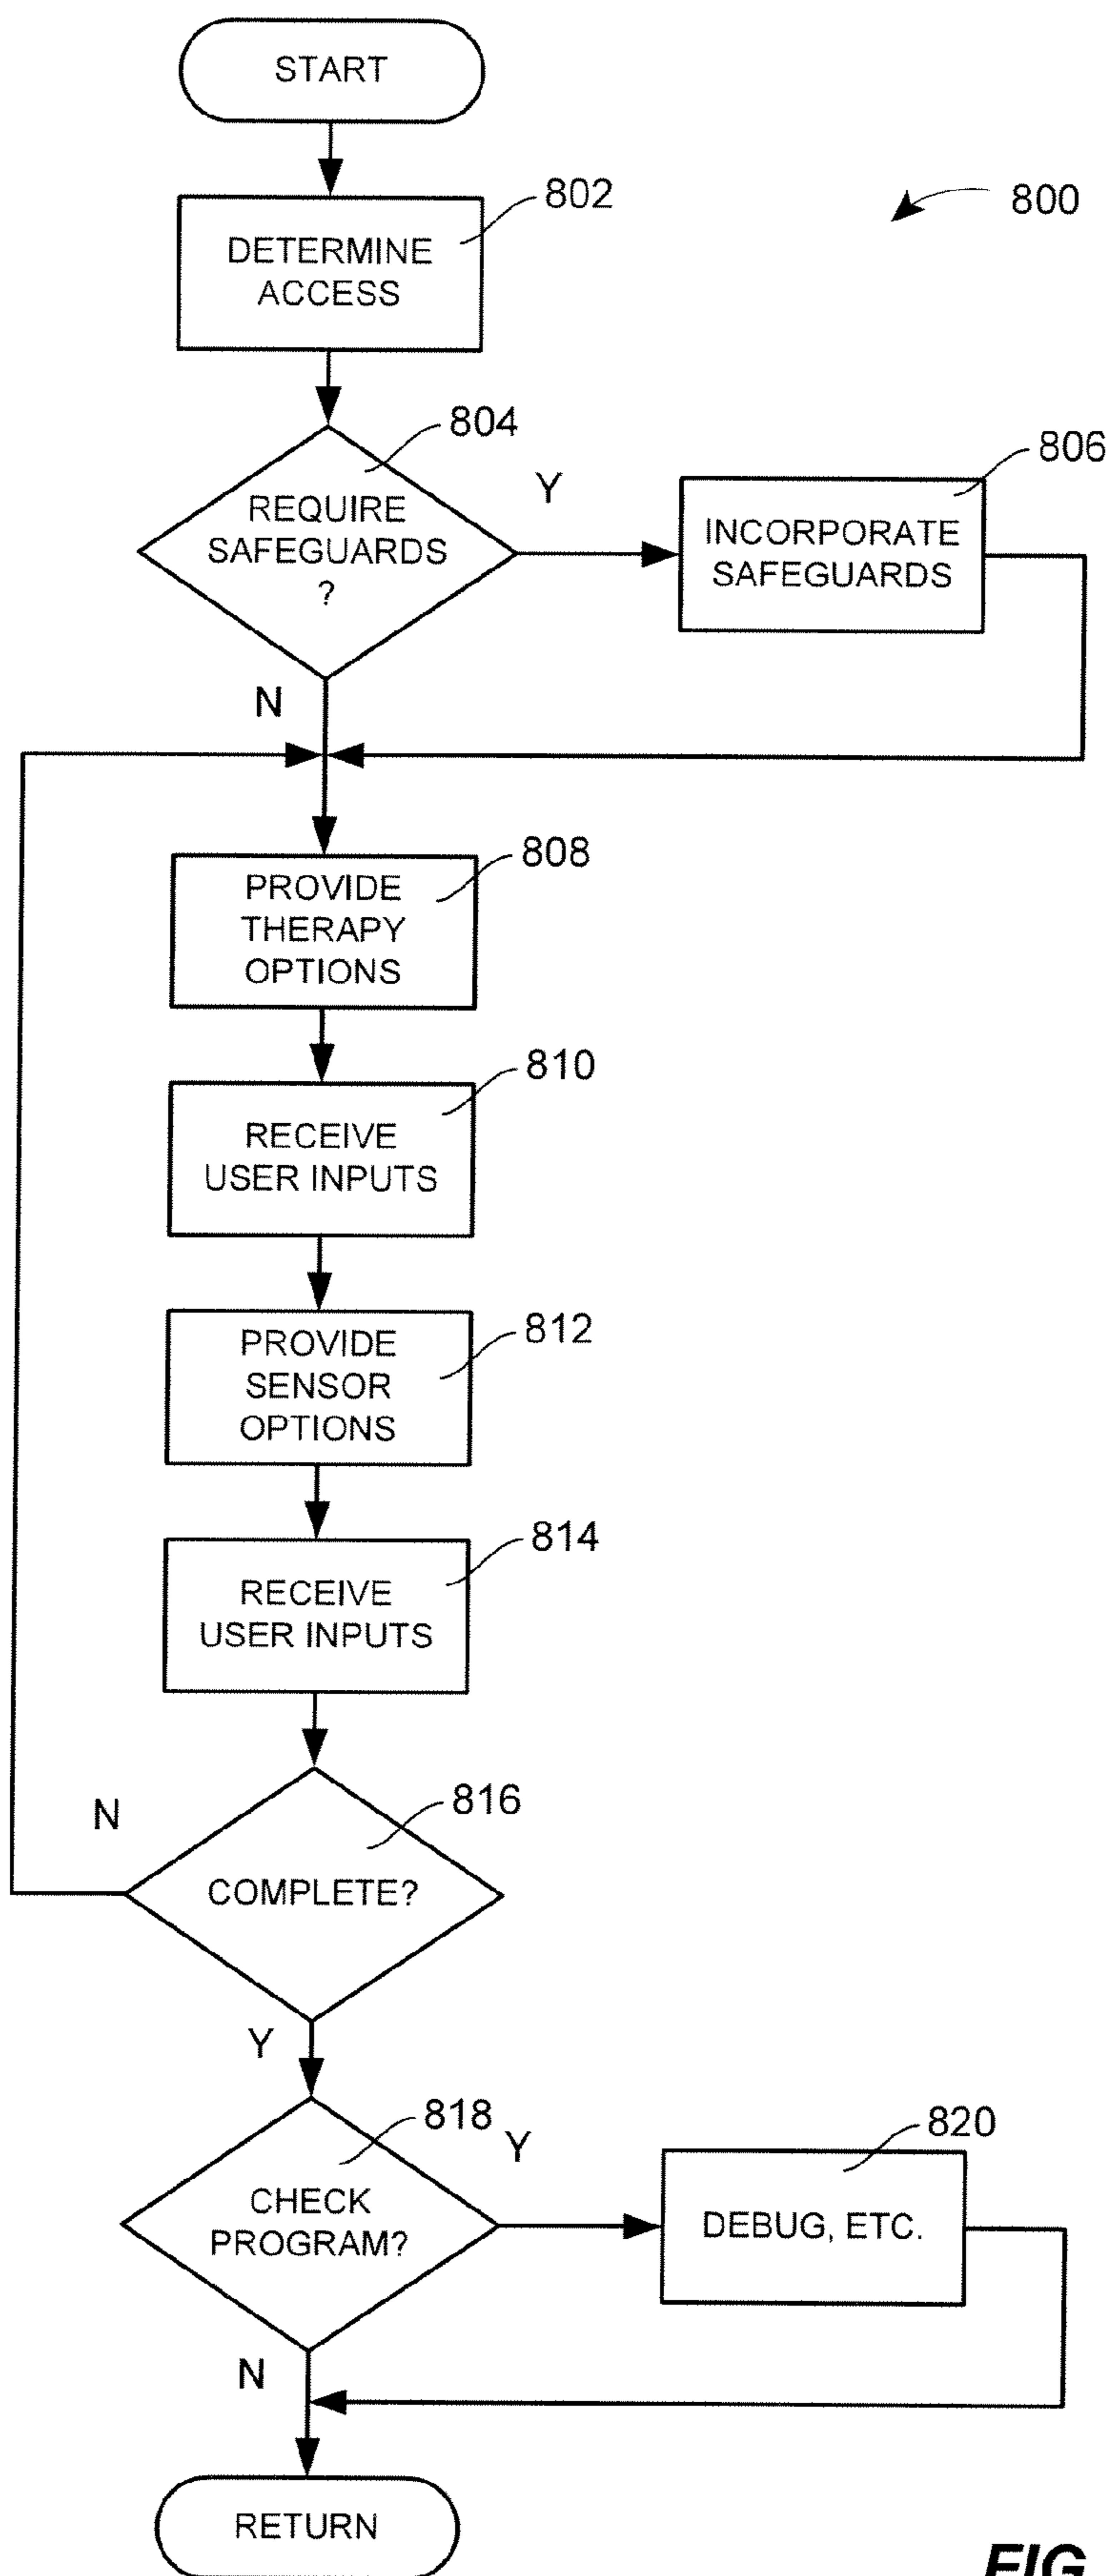 START
802
800
DETERMINE
ACCESS
804
REQUIRE
SAFEGUARDS
?
Y
806
INCORPORATE
SAFEGUARDS
N
808
PROVIDE
THERAPY
OPTIONS
810
RECEIVE
USER INPUTS
812
PROVIDE
SENSOR
OPTIONS
814
RECEIVE
USER INPUTS
N
816
COMPLETE?
Y
818
Y
820
CHECK
PROGRAM?
DEBUG, ETC.
N
RETURN
FIG